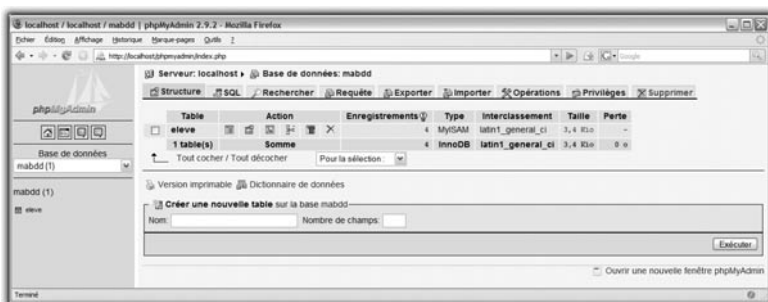 localhost / localhost / mabdd | phpMyAdmin 2.9.2 - Mozilla Firefox
Fichier Édition Affichage Historique Marque-pages Outils ?
http://localhost/phpmyadmin/index.php
Google
phpMyAdmin
Base de données
mabdd (1)
mabdd (1)
eleve
Serveur: localhost Base de données: mabdd
Structure SQL Rechercher Requête Exporter Importer Opérations Privilèges Supprimer
Table Action Enregistrements Type Interclassement Taille Perte
eleve 4 MyISAM latin1_general_ci 3,4 Kio -
1 table(s) Somme 4 InnoDB latin1_general_ci 3,4 Kio 0 o
Tout cocher / Tout décocher Pour la sélection :
Version imprimable Dictionnaire de données
Créer une nouvelle table sur la base mabdd
Nom: Nombre de champs:
Exécuter
Ouvrir une nouvelle fenêtre phpMyAdmin
Terminé